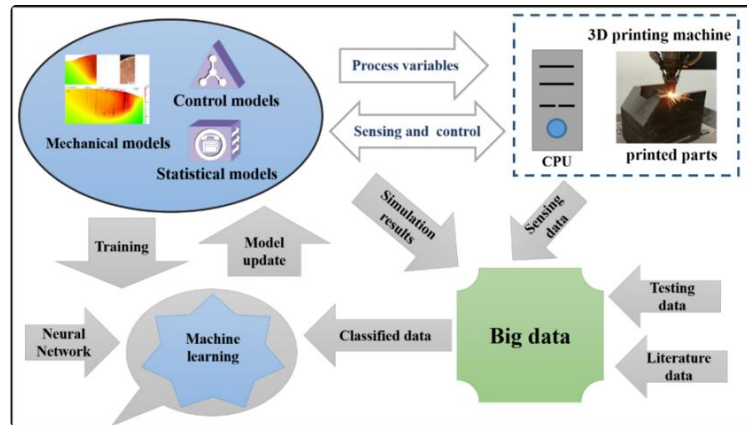 Control models
Mechanical models
Statistical models
Process variables
Sensing and control
3D printing machine
CPU
printed parts
Training
Model
update
Simulation
results
Sensing
data
Neural
Network
Machine
learning
Classified data
Big data
Testing
data
Literature
data